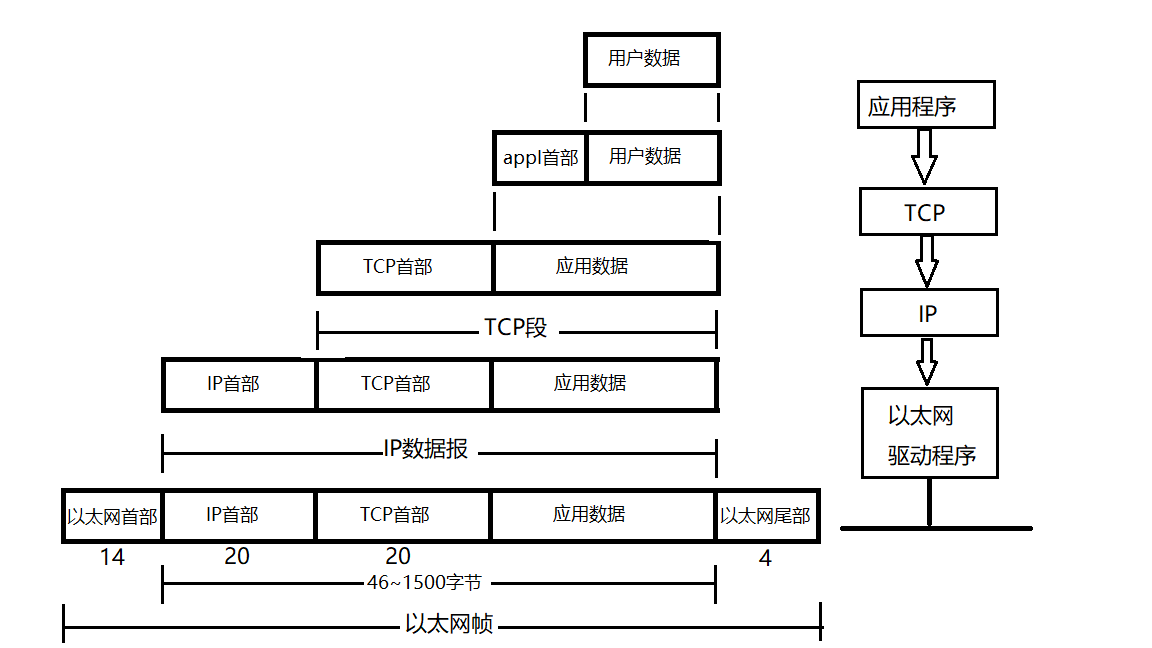 用户数据
appl首部 用户数据
TCP首部 应用数据
TCP段
IP首部 TCP首部 应用数据
IP数据报
以太网首部 IP首部 TCP首部 应用数据 以太网尾部
14 20 20 4
46~1500字节
以太网帧
应用程序
TCP
IP
以太网
驱动程序